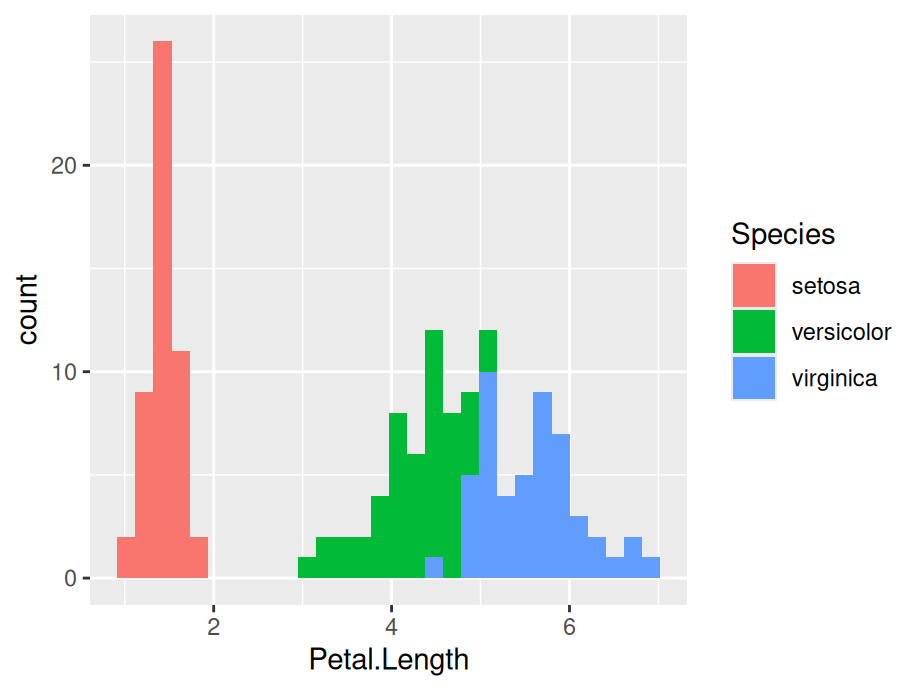 20
10
0
count
2 4 6
Petal.Length
Species
setosa
versicolor
virginica